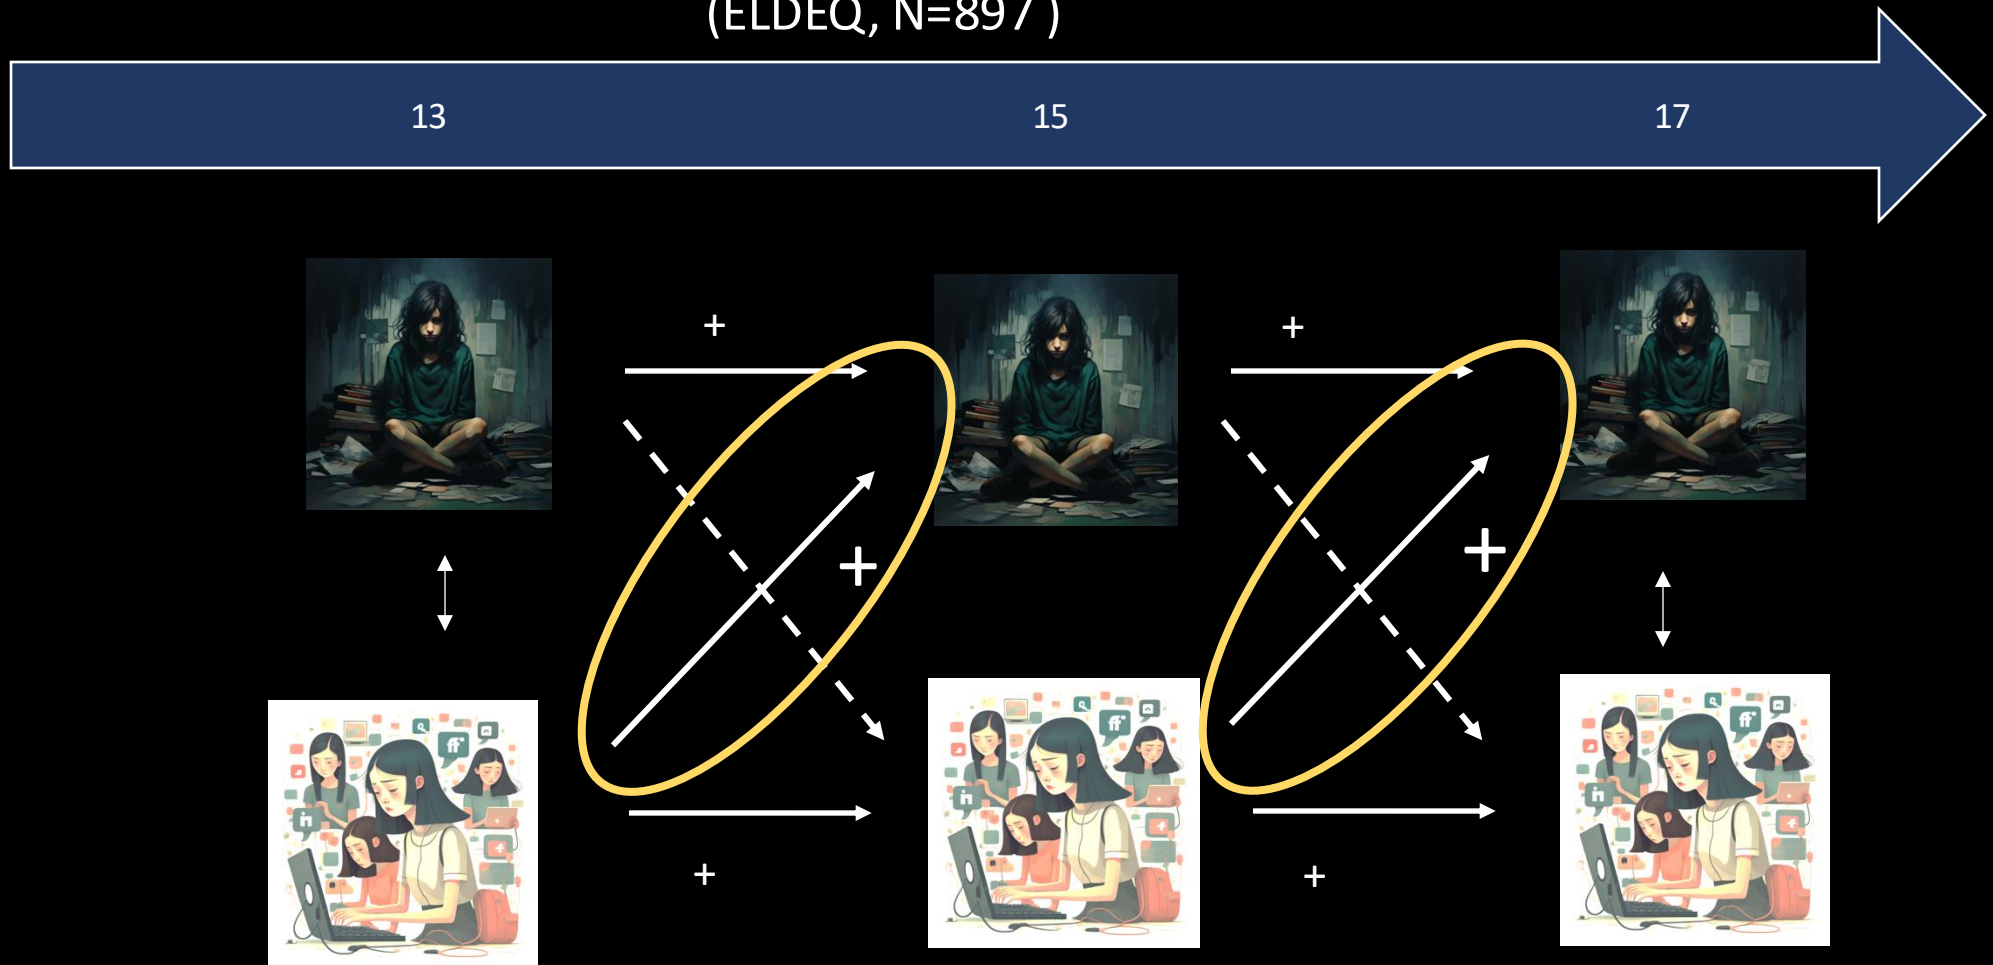 (ELDEQ, N=897 )
13 15 17
+ +
+ +
+ +